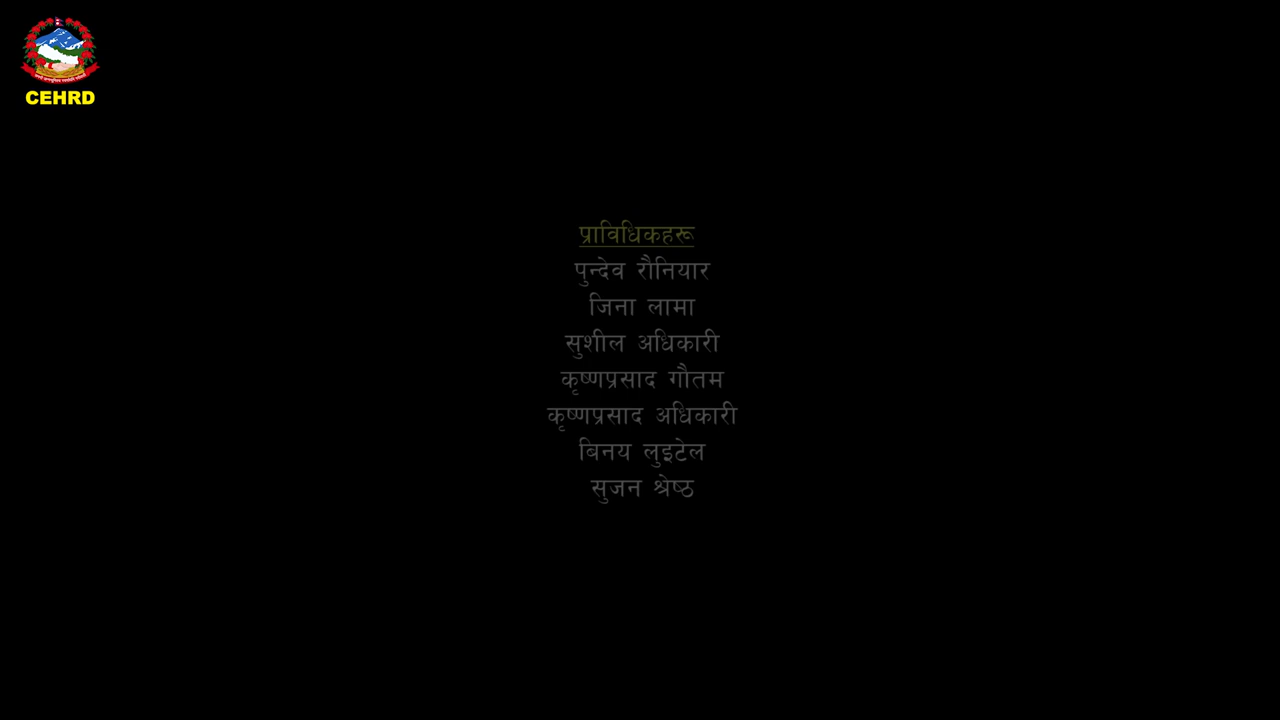 CEHRD
प्राविधिकहरू
पुन्देव रौनियार
जिना लामा
सुशील अधिकारी
कृष्णप्रसाद गौतम
कृष्णप्रसाद अधिकारी
बिनय लुइटेल
सुजन श्रेष्ठ